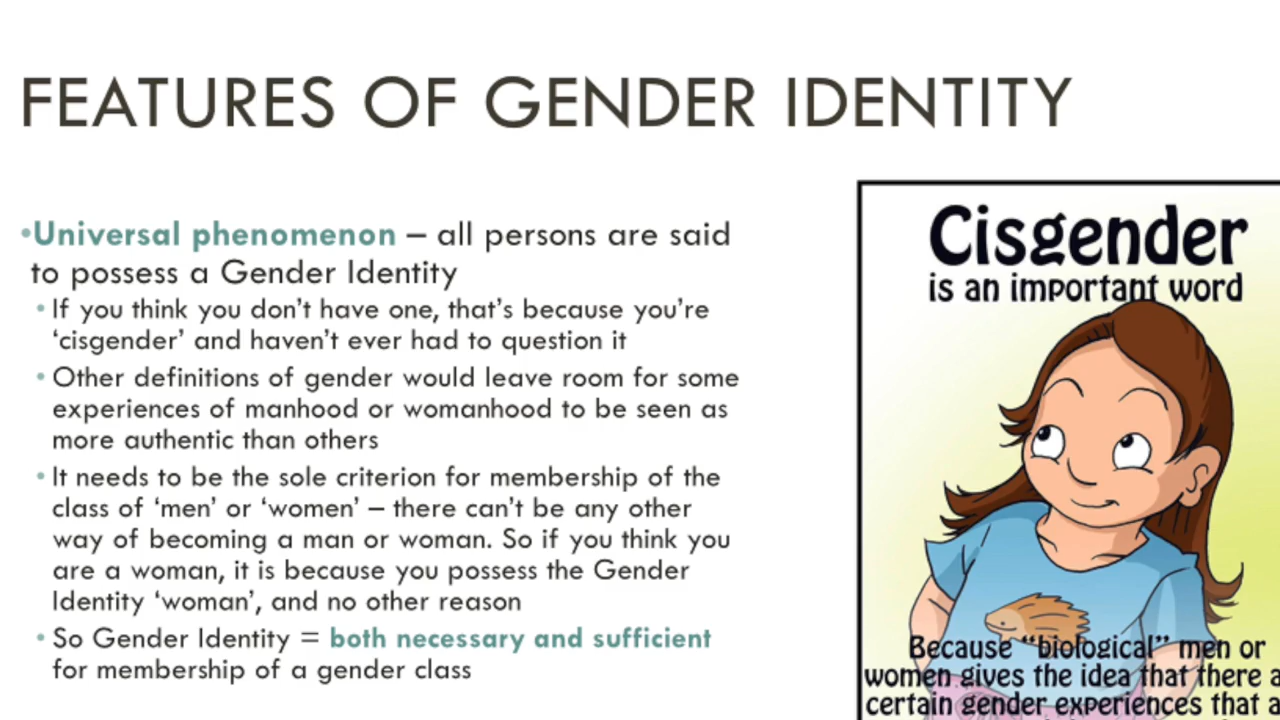 FEATURES OF GENDER IDENTITY
•Universal phenomenon – all persons are said
to possess a Gender Identity
• If you think you don’t have one, that’s because you’re
‘cisgender’ and haven’t ever had to question it
• Other definitions of gender would leave room for some
experiences of manhood or womanhood to be seen as
more authentic than others
• It needs to be the sole criterion for membership of the
class of ‘men’ or ‘women’ – there can’t be any other
way of becoming a man or woman. So if you think you
are a woman, it is because you possess the Gender
Identity ‘woman’, and no other reason
• So Gender Identity = both necessary and sufficient
for membership of a gender class
Cisgender
is an important word
Because “biological” men or
women gives the idea that there
certain gender experiences that